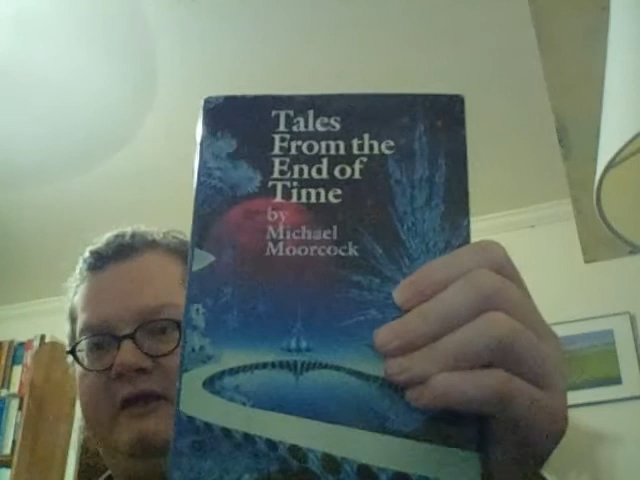 Tales
From the
End of
Time
by
Michael
Moorcock